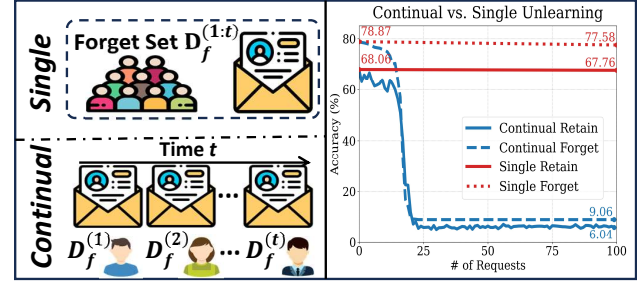 Single
Forget Set D_f^(1:t)
Continual
Time t
...
D_f^(1) D_f^(2) ... D_f^(t)
Continual vs. Single Unlearning
Accuracy (%)
80
60
40
20
0
78.87
77.58
68.06
67.76
Continual Retain
Continual Forget
Single Retain
Single Forget
9.06
6.04
0 25 50 75 100
# of Requests